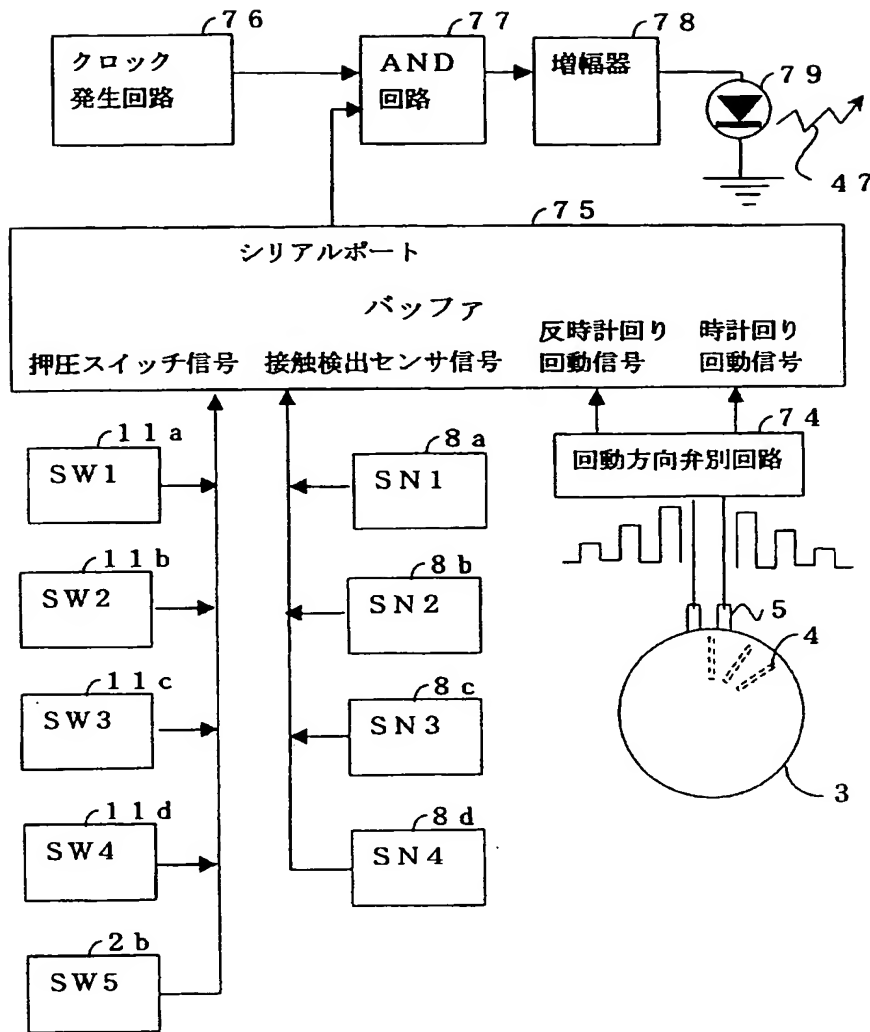 76
クロック
発生回路
77
AND
回路
78
増幅器
79
47
75
シリアルポート
バッファ
押圧スイッチ信号
接触検出センサ信号
反時計回り
回動信号
時計回り
回動信号
74
回動方向弁別回路
11a
SW1
11b
SW2
11c
SW3
11d
SW4
2b
SW5
8a
SN1
8b
SN2
8c
SN3
8d
SN4
5
4
3